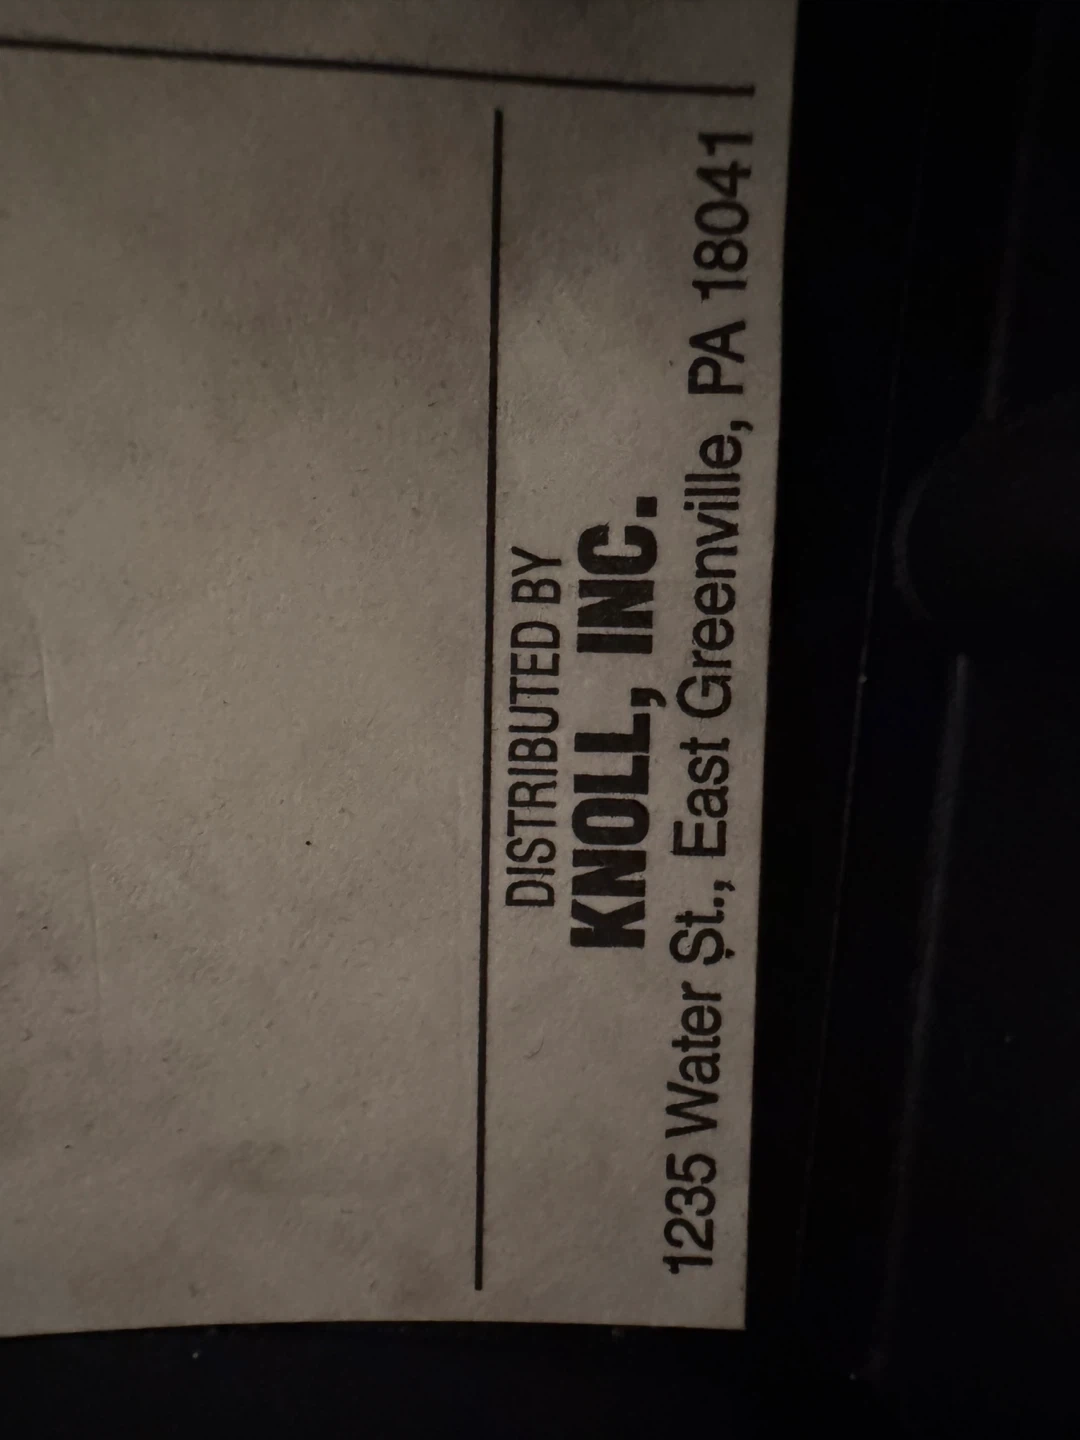 DISTRIBUTED BY
KNOLL, INC.
1235 Water St., East Greenville, PA 18041